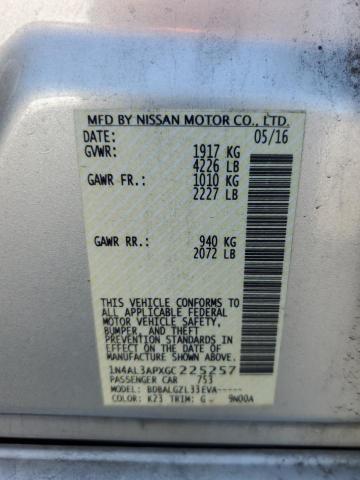 MFD BY NISSAN MOTOR CO., LTD.
DATE: 05/16
GVWR: 1917 KG
4226 LB
GAWR FR.: 1010 KG
2227 LB
GAWR RR.: 940 KG
2072 LB
THIS VEHICLE CONFORMS TO
ALL APPLICABLE FEDERAL
MOTOR VEHICLE SAFETY,
BUMPER, AND THEFT
PREVENTION STANDARDS
IN EFFECT ON THE DATE OF
MANUFACTURE SHOWN ABOVE.
1N4AL3APXGC225257
PASSENGER CAR 753
MODEL: BDBALGZL33EVA-----
COLOR: K23 TRIM: G 9N00A